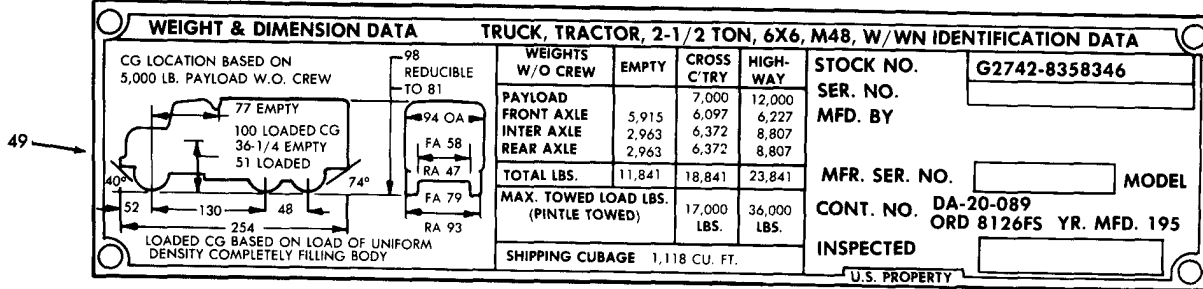 WEIGHT & DIMENSION DATA TRUCK, TRACTOR, 2-1/2 TON, 6X6, M48, W/WN IDENTIFICATION DATA
CG LOCATION BASED ON
5,000 LB. PAYLOAD W.O. CREW
98
REDUCIBLE
TO 81
77 EMPTY
100 LOADED CG
36-1/4 EMPTY
51 LOADED
40°
74°
52
130
48
254
94 OA
FA 58
RA 47
FA 79
RA 93
LOADED CG BASED ON LOAD OF UNIFORM
DENSITY COMPLETELY FILLING BODY
49
WEIGHTS W/O CREW EMPTY CROSS C'TRY HIGH-WAY
PAYLOAD 7,000 12,000
FRONT AXLE 5,915 6,097 6,227
INTER AXLE 2,963 6,372 8,807
REAR AXLE 2,963 6,372 8,807
TOTAL LBS. 11,841 18,841 23,841
MAX. TOWED LOAD LBS.
(PINTLE TOWED) 17,000 LBS. 36,000 LBS.
SHIPPING CUBAGE 1,118 CU. FT.
STOCK NO. G2742-8358346
SER. NO.
MFD. BY
MFR. SER. NO. MODEL
CONT. NO. DA-20-089
ORD 8126FS YR. MFD. 195
INSPECTED
U.S. PROPERTY